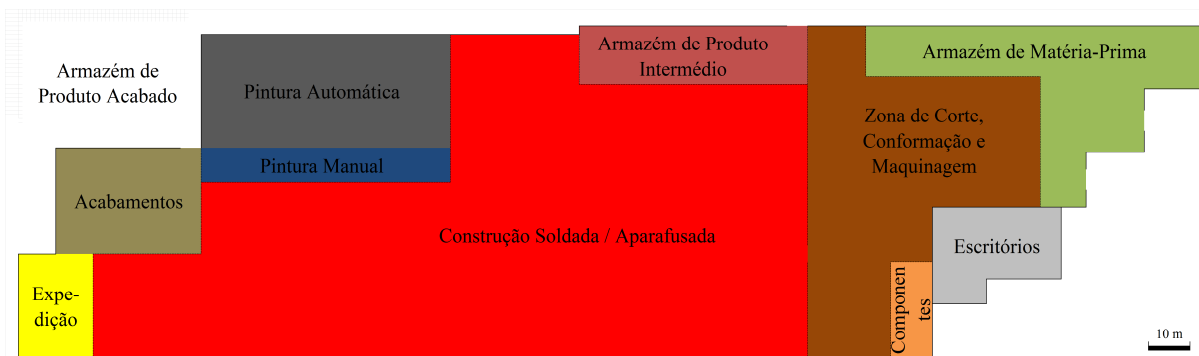 Armazém de
Produto Acabado
Pintura Automática
Pintura Manual
Acabamentos
Expe-
dição
Construção Soldada / Aparafusada
Armazém de Produto
Intermédio
Armazém de Matéria-Prima
Zona de Corte,
Conformação e
Maquinagem
Escritórios
Componen
tes
10 m